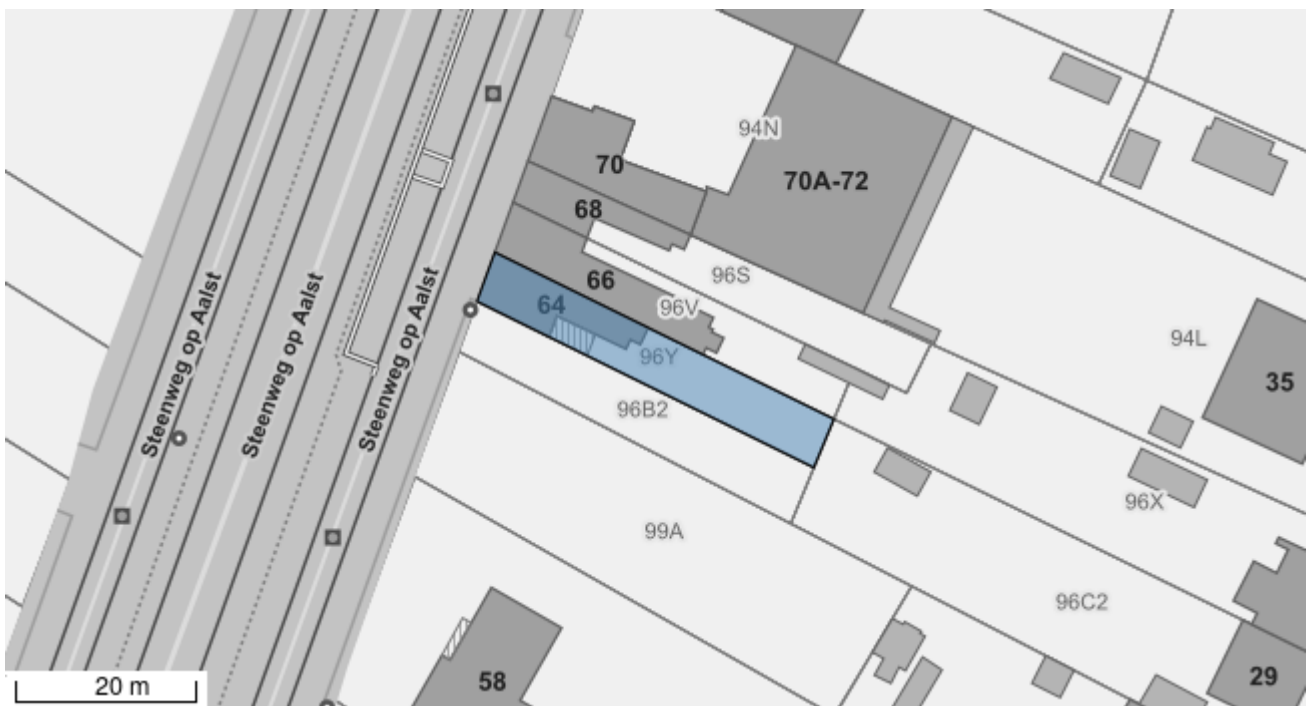 94N
70
70A-72
68
96S
66
96V
64
96Y
94L
35
96B2
Steenweg op Aalst
Steenweg op Aalst
Steenweg op Aalst
96X
99A
96C2
58
29
20 m